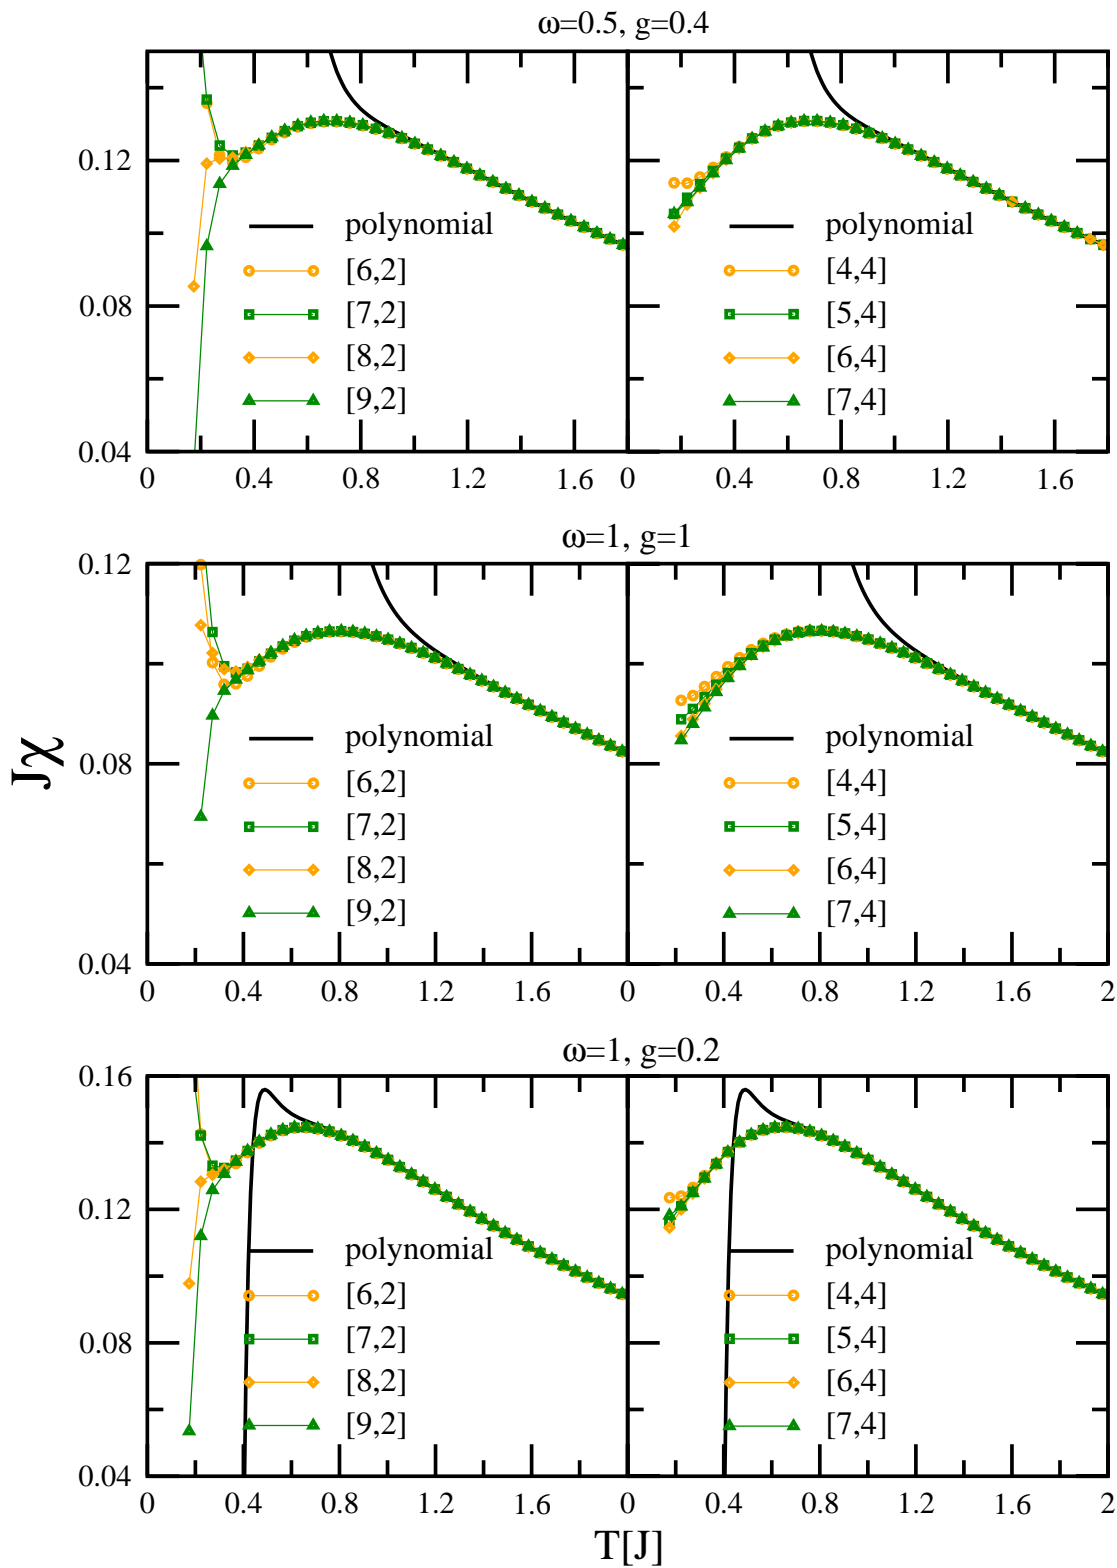 ω=0.5, g=0.4
0.12
0.08
0.04
polynomial
[6,2]
[7,2]
[8,2]
[9,2]
polynomial
[4,4]
[5,4]
[6,4]
[7,4]
0 0.4 0.8 1.2 1.6 0 0.4 0.8 1.2 1.6
ω=1, g=1
0.12
0.08
0.04
Jχ
polynomial
[6,2]
[7,2]
[8,2]
[9,2]
polynomial
[4,4]
[5,4]
[6,4]
[7,4]
0 0.4 0.8 1.2 1.6 0 0.4 0.8 1.2 1.6 2
ω=1, g=0.2
0.16
0.12
0.08
0.04
polynomial
[6,2]
[7,2]
[8,2]
[9,2]
polynomial
[4,4]
[5,4]
[6,4]
[7,4]
0 0.4 0.8 1.2 1.6 0 0.4 0.8 1.2 1.6 2
T[J]